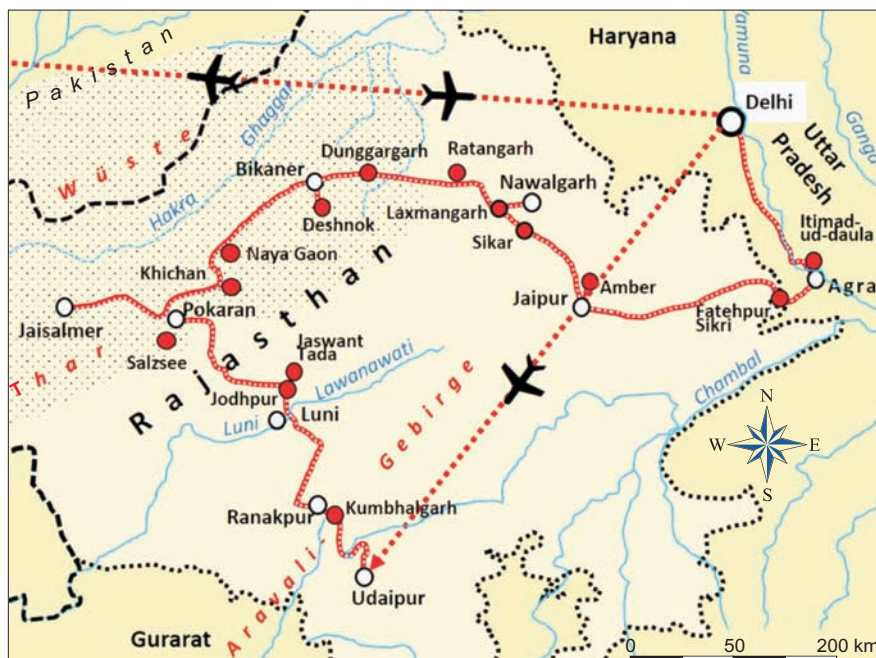 Haryana
Pakistan
Yamuna
Delhi
Ghaggar
Uttar
Pradesh
Ganga
Wüste
Dunggargarh
Ratangarh
Bikaner
Nawalgarh
Hakra
Deshnok
Laxmangarh
Sikar
Itimad-
ud-daula
Naya Gaon
Khichan
Amber
Agra
Jaipur
Fatehpur
Sikri
Pokaran
Jaisalmer
Rajasthan
Salzsee
Jaswant
Tada
Thar
Lawanawati
Jodhpur
Chambal
Luni
Luni
Gebirge
N
W
E
S
Ranakpur
Kumbhalgarh
Aravali-
Udaipur
Gurarat
0 50 200 km